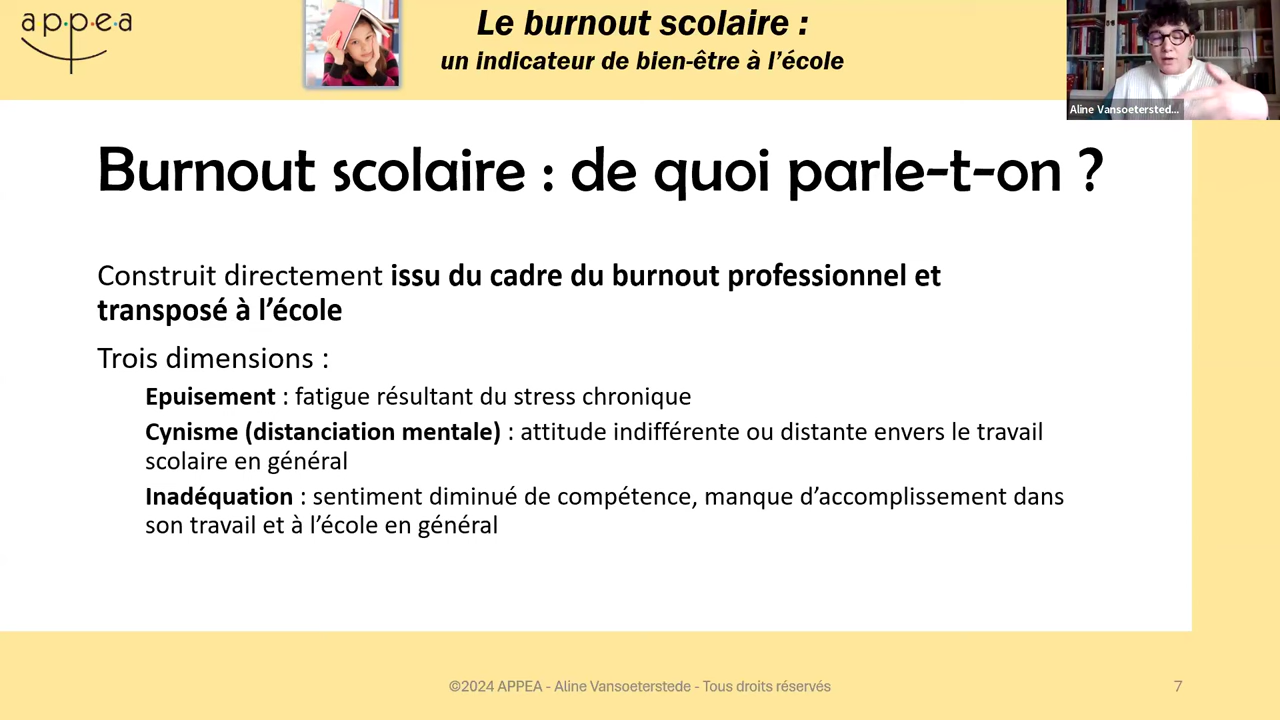 appea
Le burnout scolaire :
un indicateur de bien-être à l'école
Aline Vansoetersted...
Burnout scolaire : de quoi parle-t-on ?
Construit directement issu du cadre du burnout professionnel et
transposé à l'école
Trois dimensions :
Epuisement : fatigue résultant du stress chronique
Cynisme (distanciation mentale) : attitude indifférente ou distante envers le travail
scolaire en général
Inadéquation : sentiment diminué de compétence, manque d'accomplissement dans
son travail et à l'école en général
©2024 APPEA - Aline Vansoeterstede - Tous droits réservés
7